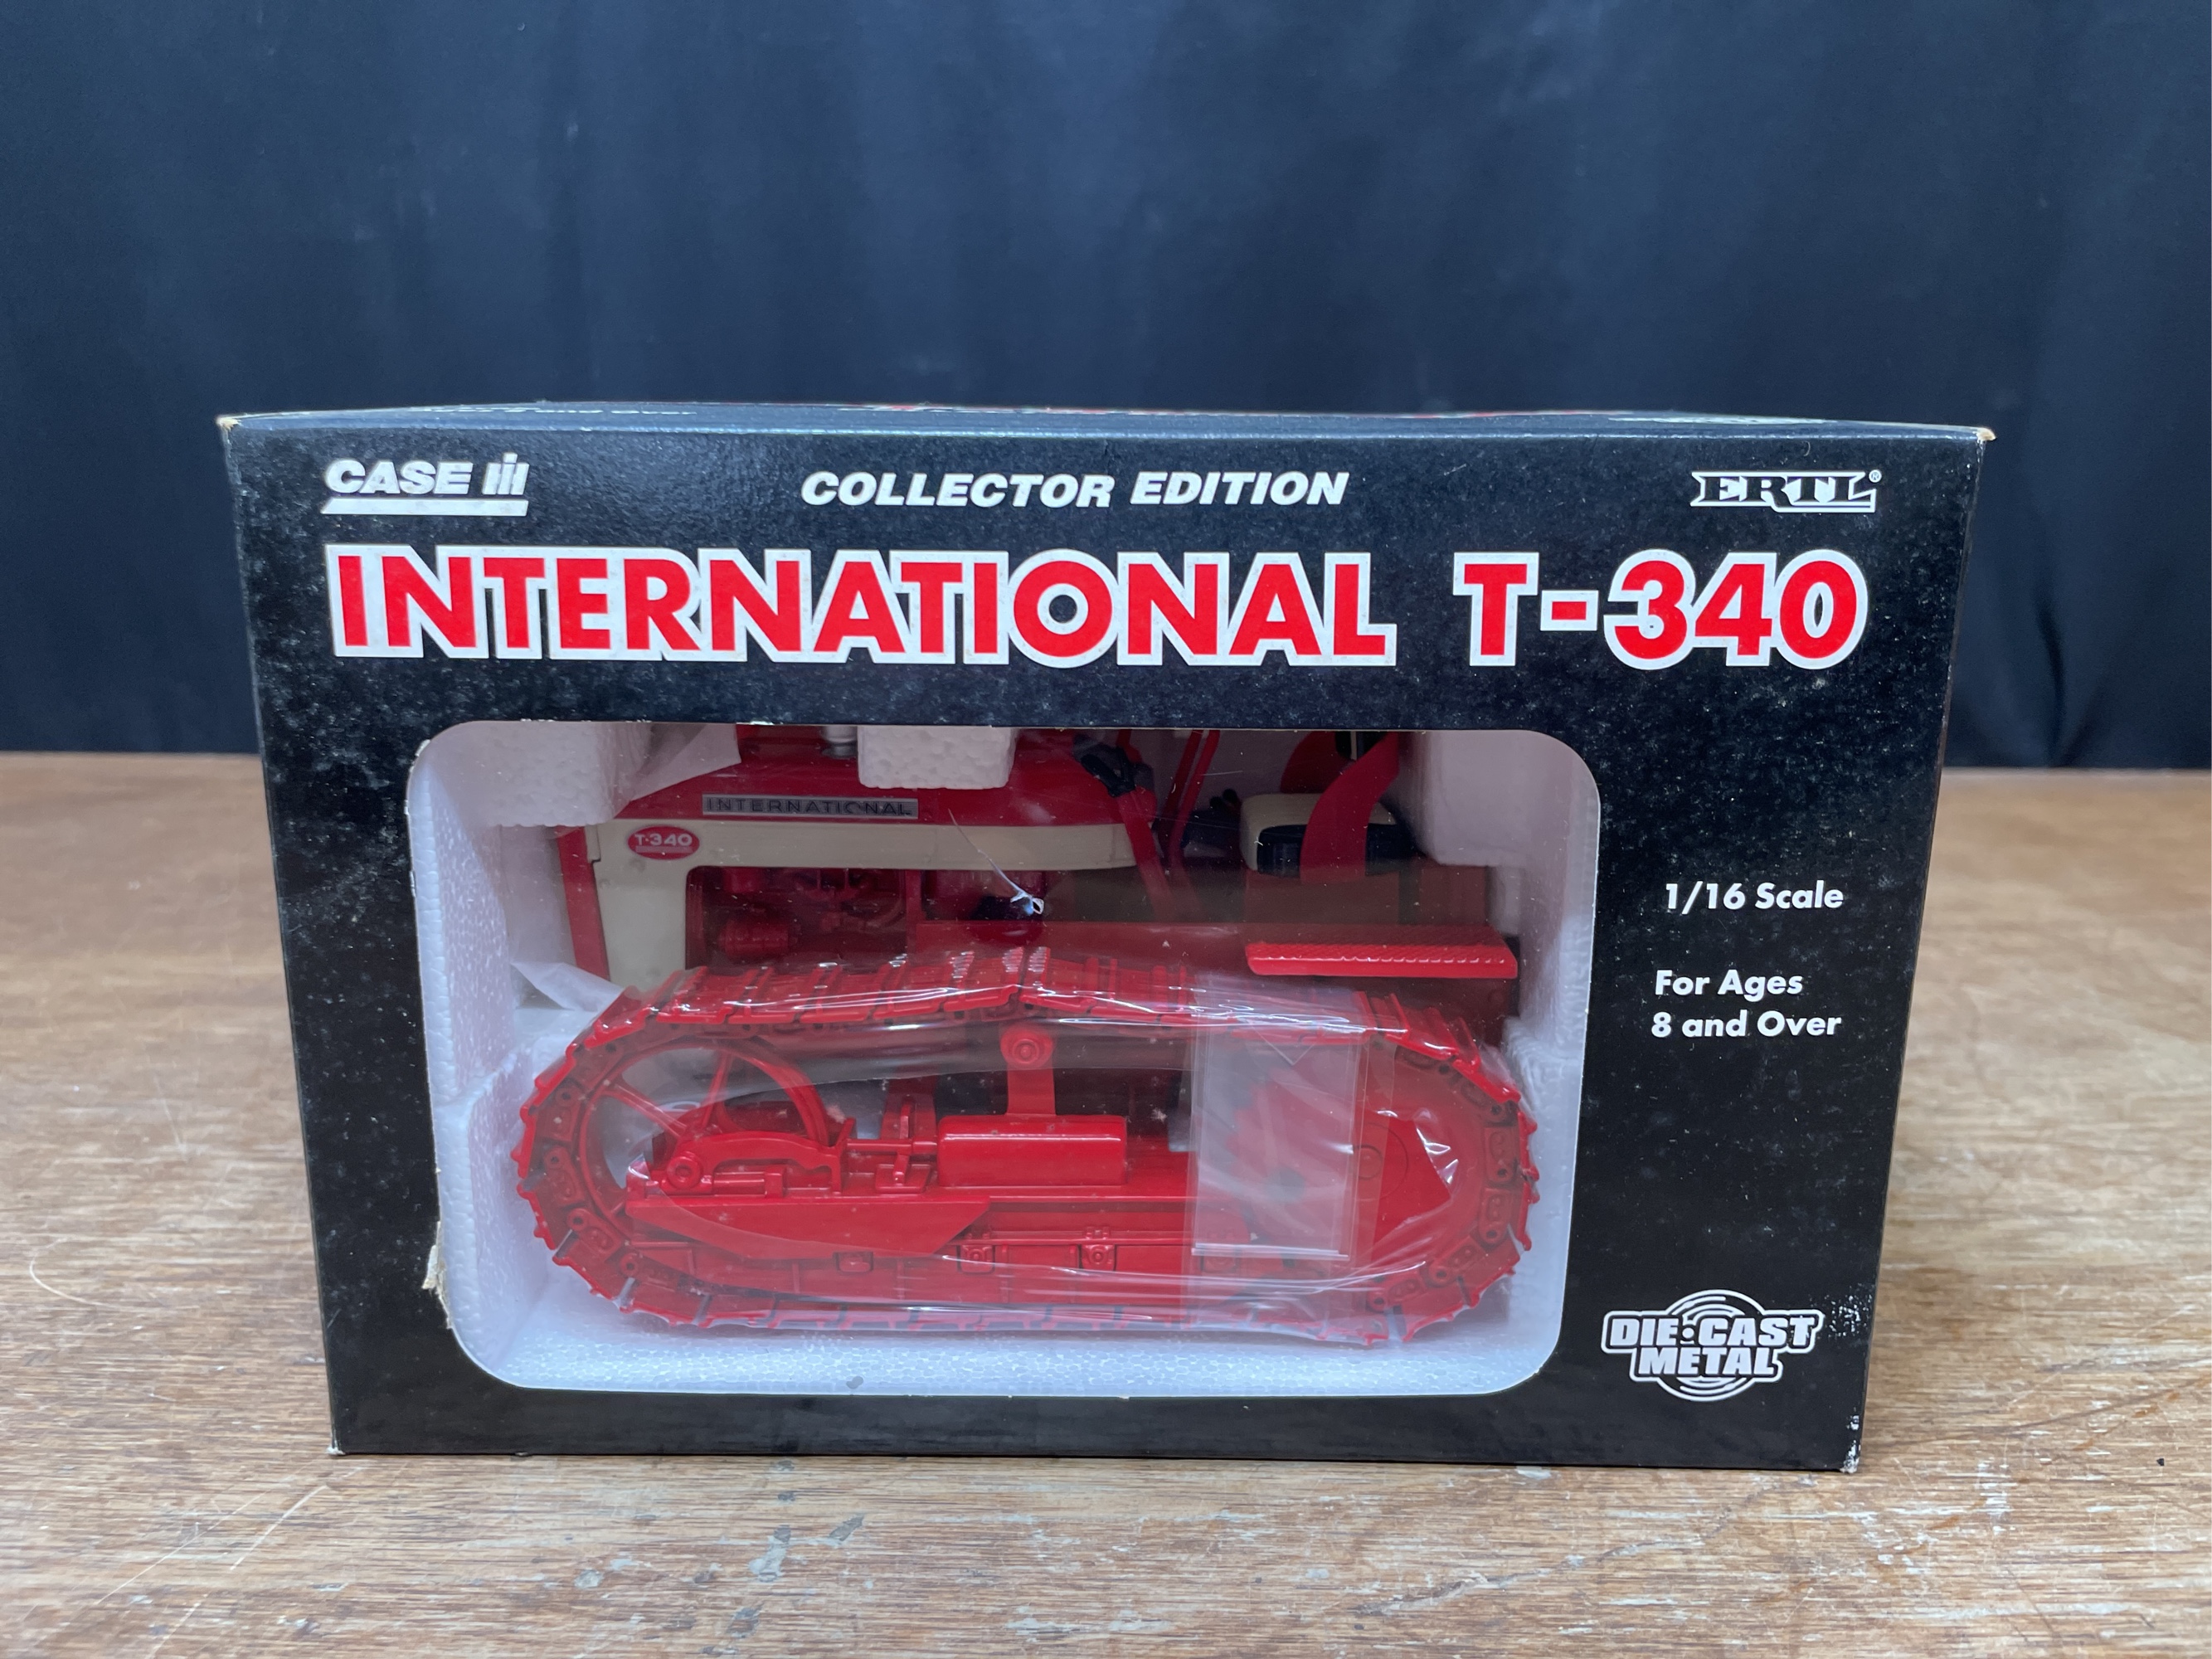 CASE IH
COLLECTOR EDITION
ERTL®
INTERNATIONAL T-340
INTERNATIONAL
T-340
1/16 Scale
For Ages
8 and Over
DIE-CAST
METAL